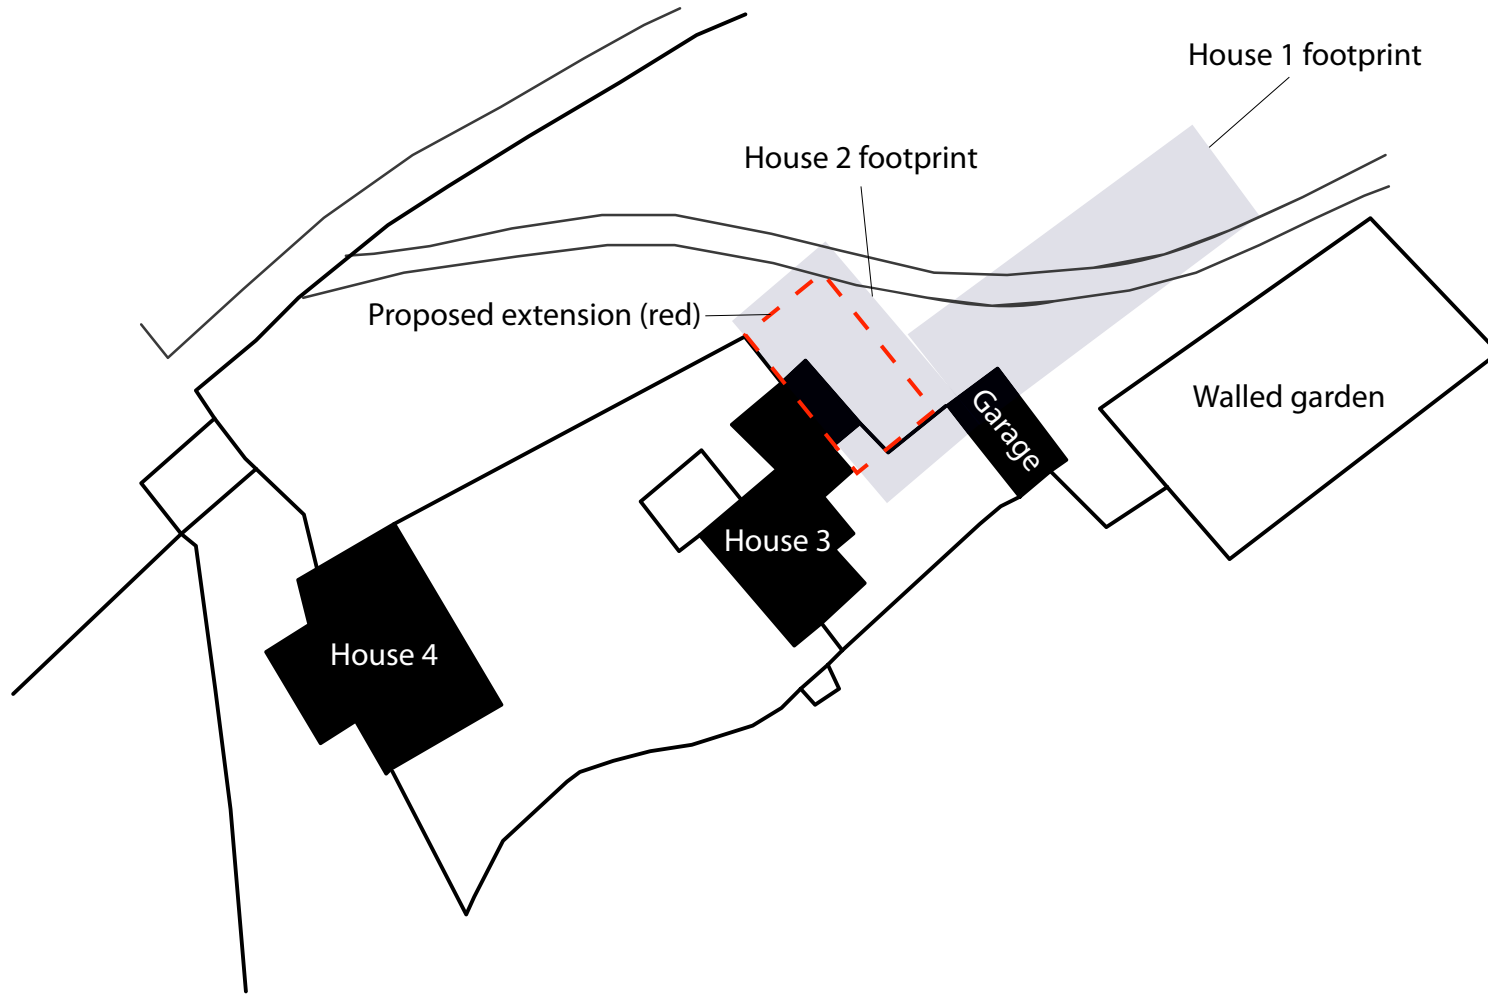 House 1 footprint
House 2 footprint
Proposed extension (red)
Garage
Walled garden
House 3
House 4